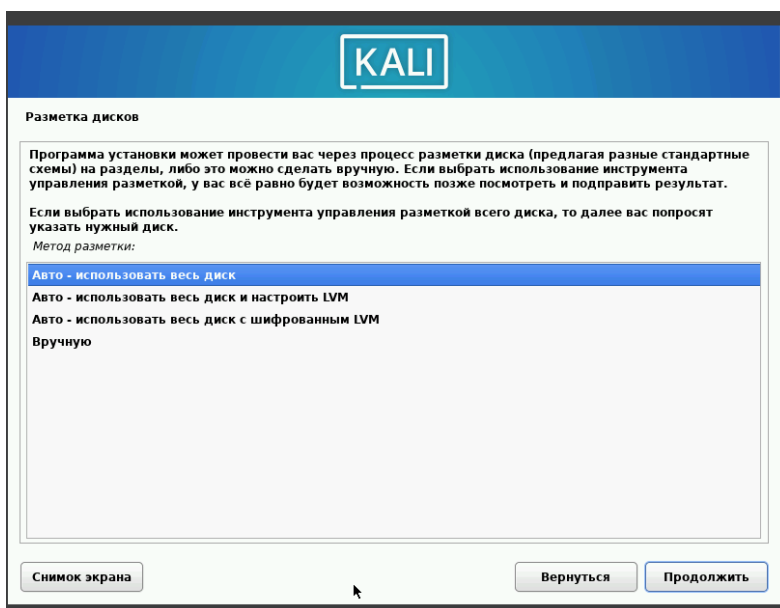 KALI
Разметка дисков
Программа установки может провести вас через процесс разметки диска (предлагая разные стандартные
схемы) на разделы, либо это можно сделать вручную. Если выбрать использование инструмента
управления разметкой, у вас всё равно будет возможность позже посмотреть и подправить результат.
Если выбрать использование инструмента управления разметкой всего диска, то далее вас попросят
указать нужный диск.
Метод разметки:
Авто - использовать весь диск
Авто - использовать весь диск и настроить LVM
Авто - использовать весь диск с шифрованным LVM
Вручную
Снимок экрана
Вернуться
Продолжить